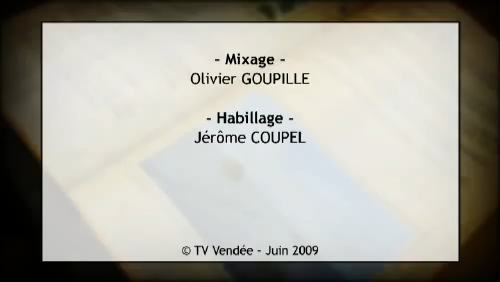 - Mixage -
Olivier GOUPILLE
- Habillage -
Jérôme COUPEL
© TV Vendée - Juin 2009